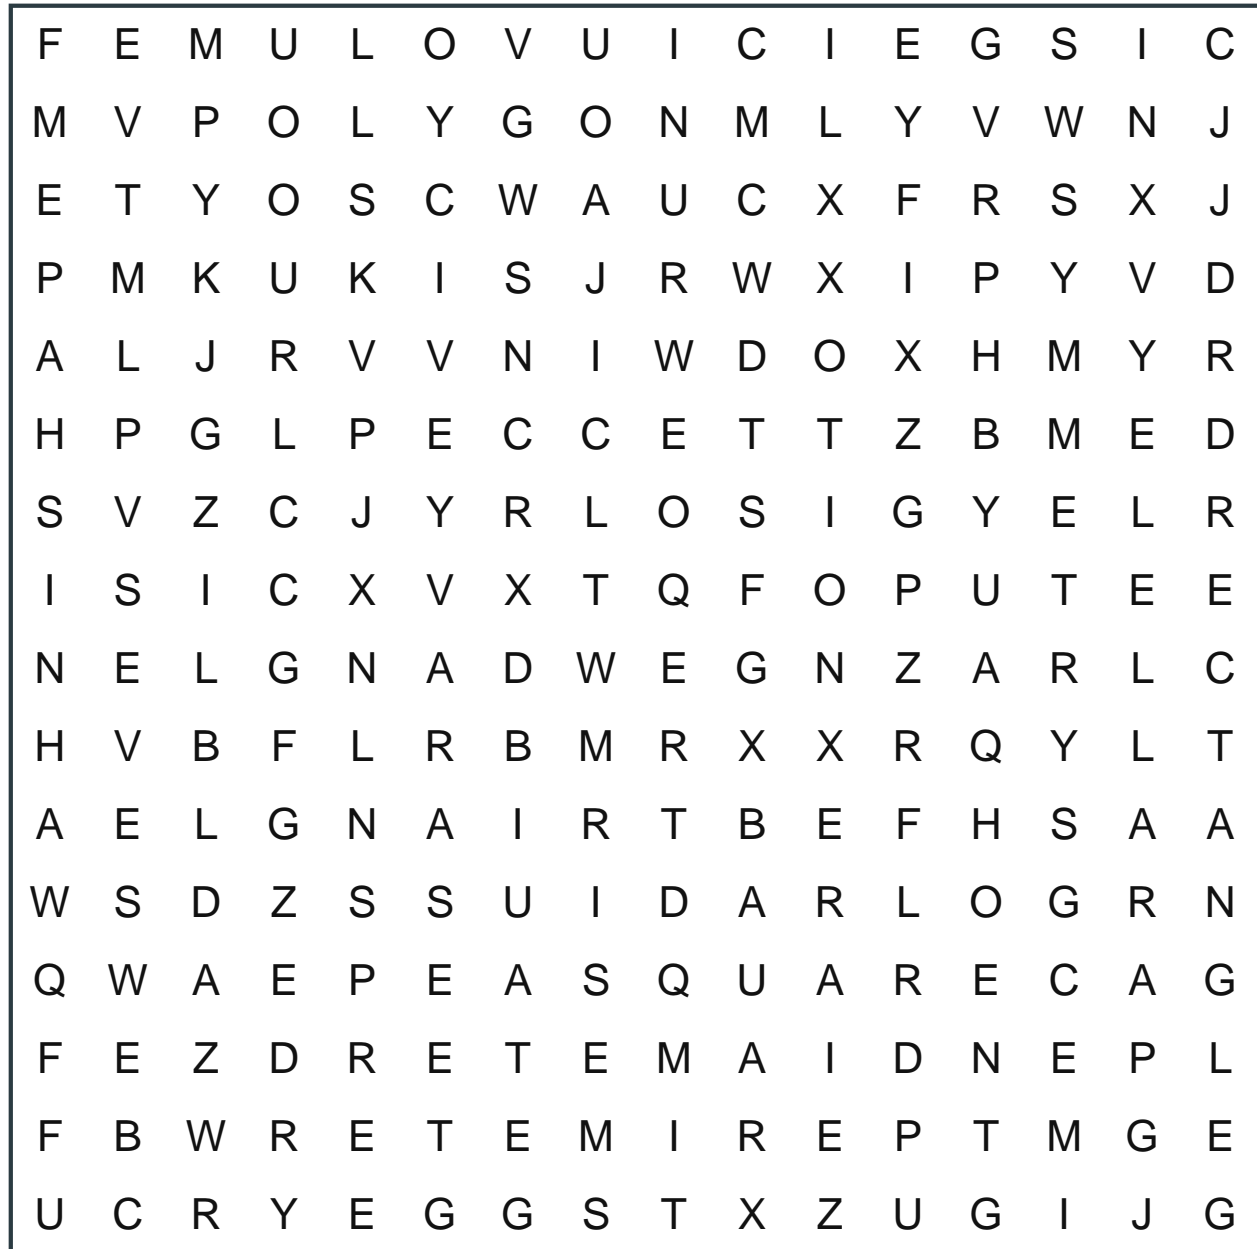 F E M U L O V U I C I E G S I C
M V P O L Y G O N M L Y V W N J
E T Y O S C W A U C X F R S X J
P M K U K I S J R W X I P Y V D
A L J R V V N I W D O X H M Y R
H P G L P E C C E T T Z B M E D
S V Z C J Y R L O S I G Y E L R
I S I C X V X T Q F O P U T E E
N E L G N A D W E G N Z A R L C
H V B F L R B M R X X R Q Y L T
A E L G N A I R T B E F H S A A
W S D Z S S U I D A R L O G R N
Q W A E P E A S Q U A R E C A G
F E Z D R E T E M A I D N E P L
F B W R E T E M I R E P T M G E
U C R Y E G G S T X Z U G I J G